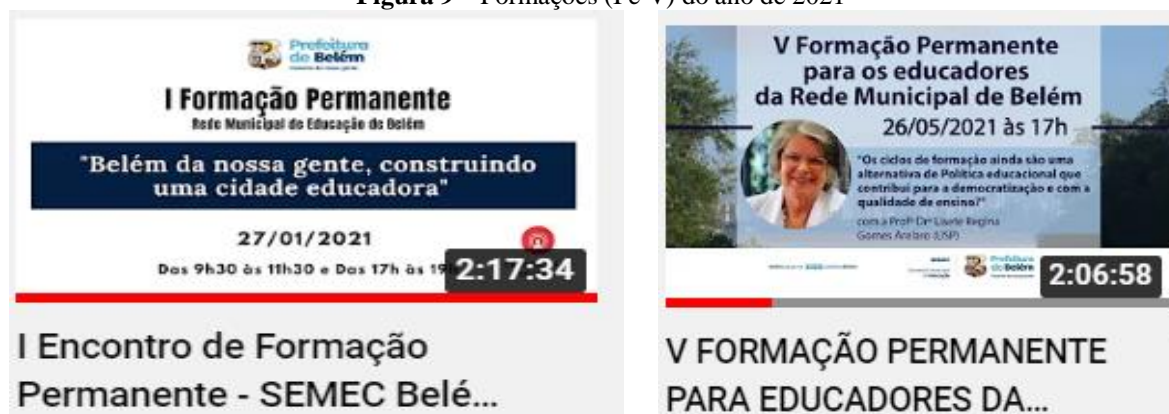 Figura 9 – Formações (I e V) do ano de 2021
Prefeitura
de Belém
I Formação Permanente
Rede Municipal de Educação de Belém
"Belém da nossa gente, construindo
uma cidade educadora"
27/01/2021
Das 9h30 às 11h30 e Das 17h às 19h
2:17:34
I Encontro de Formação
Permanente - SEMEC Belé...
V Formação Permanente
para os educadores
da Rede Municipal de Belém
26/05/2021 às 17h
"Os ciclos de formação ainda são uma
alternativa de Política educacional que
contribui para a democratização e com a
qualidade de ensino?"
com a Profª Drª Lisete Regina
Gomes Arelaro (USP)
Prefeitura
de Belém
2:06:58
V FORMAÇÃO PERMANENTE
PARA EDUCADORES DA...